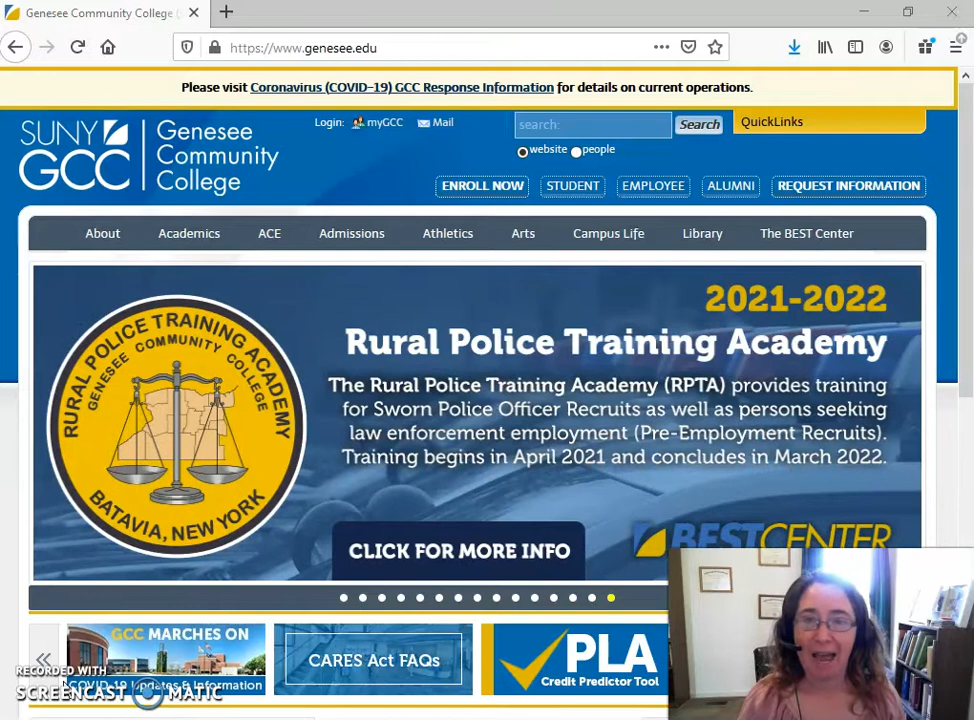 Genesee Community College (
https://www.genesee.edu
Please visit Coronavirus (COVID-19) GCC Response Information for details on current operations.
SUNY GCC
Genesee Community College
Login: myGCC Mail
search:
Search
QuickLinks
website people
ENROLL NOW STUDENT EMPLOYEE ALUMNI REQUEST INFORMATION
About Academics ACE Admissions Athletics Arts Campus Life Library The BEST Center
RURAL POLICE TRAINING ACADEMY
GENESEE COMMUNITY COLLEGE
BATAVIA, NEW YORK
2021-2022
Rural Police Training Academy
The Rural Police Training Academy (RPTA) provides training
for Sworn Police Officer Recruits as well as persons seeking
law enforcement employment (Pre-Employment Recruits).
Training begins in April 2021 and concludes in March 2022.
CLICK FOR MORE INFO
BESTCENTER
GCC MARCHES ON
COVID-19 Updates & Information
CARES Act FAQs
PLA
Credit Predictor Tool
RECORDED WITH
SCREENCAST MATIC